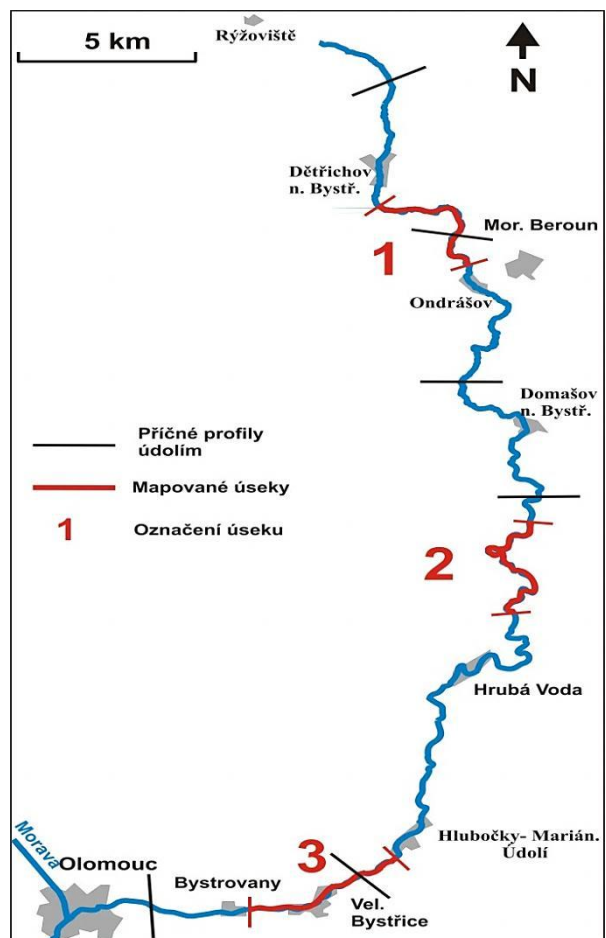 Rýžoviště
5 km
N
Dětřichov
n. Bystř.
Mor. Beroun
1
Ondrášov
Domašov
n. Bystř.
Příčné profily
údolím
Mapované úseky
1 Označení úseku
2
Hrubá Voda
Hlubočky- Marián.
Údolí
3
Morava
Olomouc
Bystrovany
Vel.
Bystřice